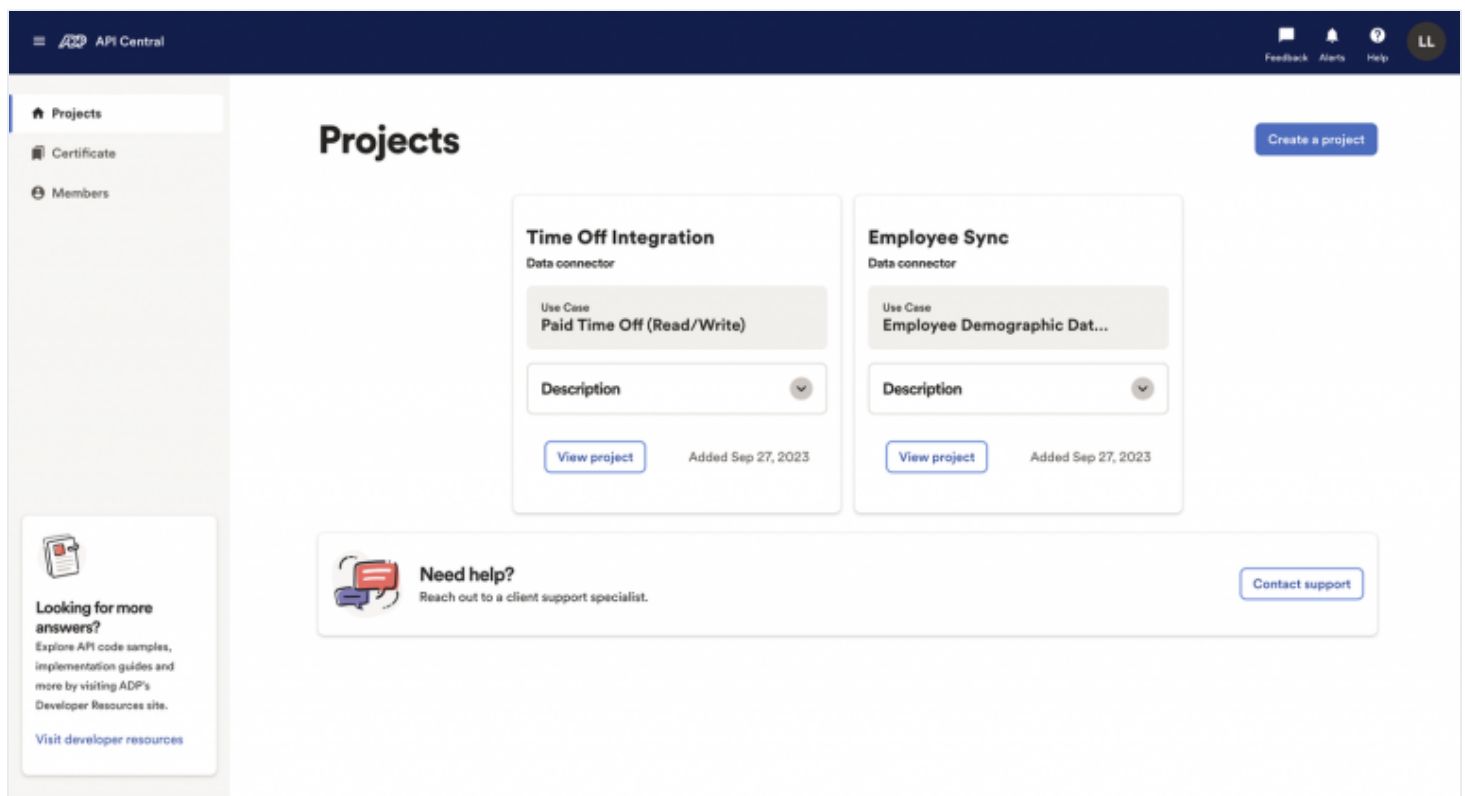 ADP API Central
Feedback Alerts Help
LL
Projects
Certificate
Members
Looking for more
answers?
Explore API code samples,
implementation guides and
more by visiting ADP's
Developer Resources site.
Visit developer resources
Projects
Create a project
Time Off Integration
Data connector
Use Case
Paid Time Off (Read/Write)
Description
View project
Added Sep 27, 2023
Employee Sync
Data connector
Use Case
Employee Demographic Dat...
Description
View project
Added Sep 27, 2023
Need help?
Reach out to a client support specialist.
Contact support